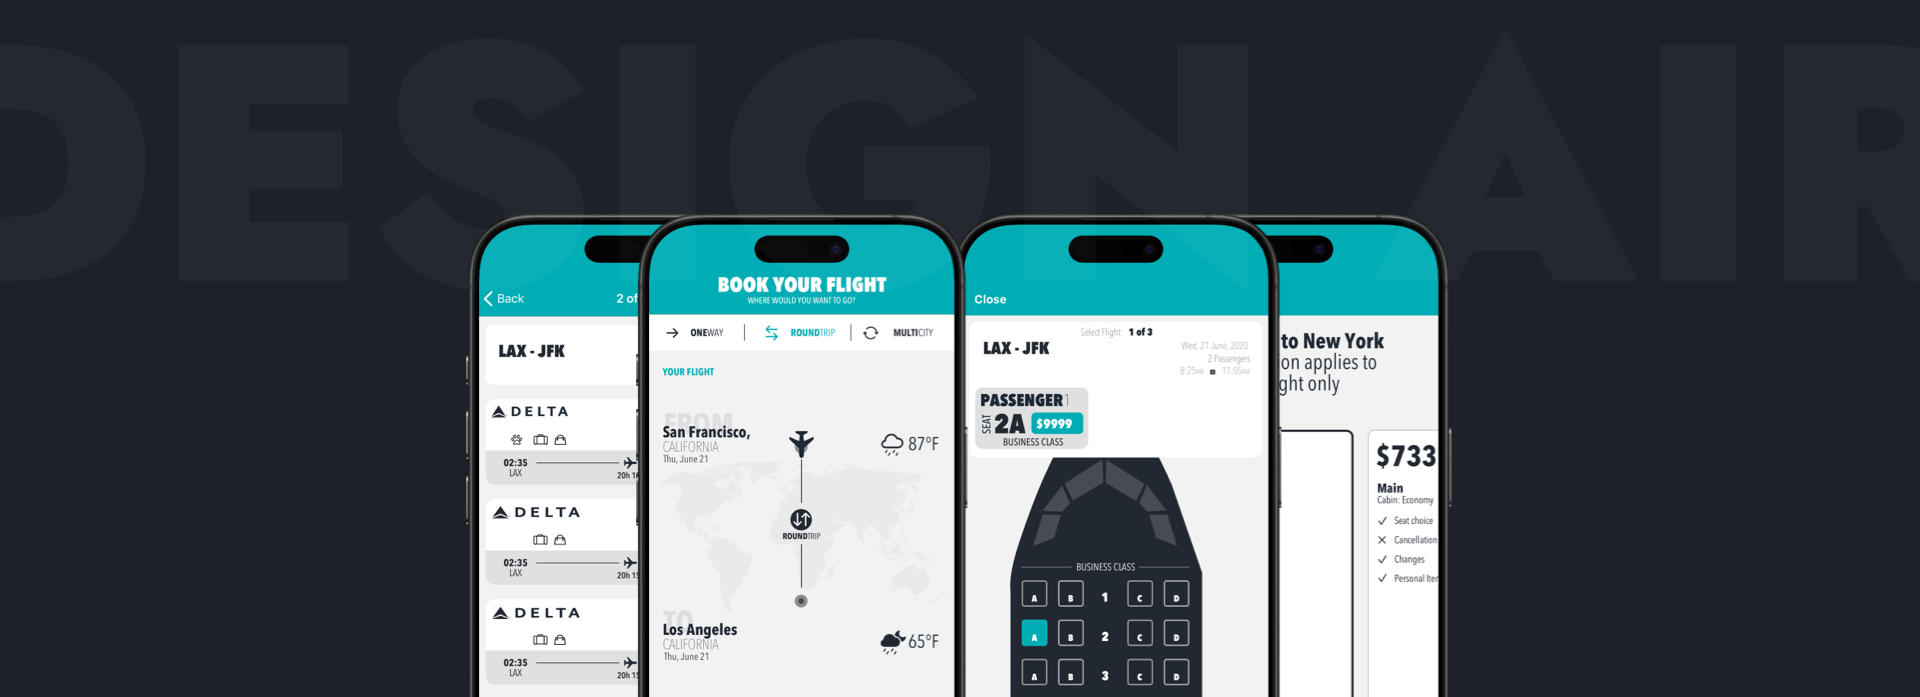 DESIGN AIR
Back
2 of
LAX - JFK
DELTA
02:35
LAX
DELTA
02:35
LAX
20h 15
DELTA
02:35
LAX
20h 15
BOOK YOUR FLIGHT
WHERE WOULD YOU WANT TO GO?
ONEWAY
ROUNDTRIP
MULTICITY
YOUR FLIGHT
FROM
San Francisco,
CALIFORNIA
Thu, June 21
87°F
ROUNDTRIP
TO
Los Angeles
CALIFORNIA
Thu, June 21
65°F
Close
Select Flight: 1 of 3
LAX - JFK
Wed, 21 June, 2020
2 Passengers
8:25AM 11:05AM
PASSENGER 1
SEAT 2A $9999
BUSINESS CLASS
BUSINESS CLASS
A B 1 C D
A B 2 C D
A B 3 C D
to New York
on applies to
ght only
$733
Main
Cabin: Economy
Seat choice
Cancellation
Changes
Personal Iter